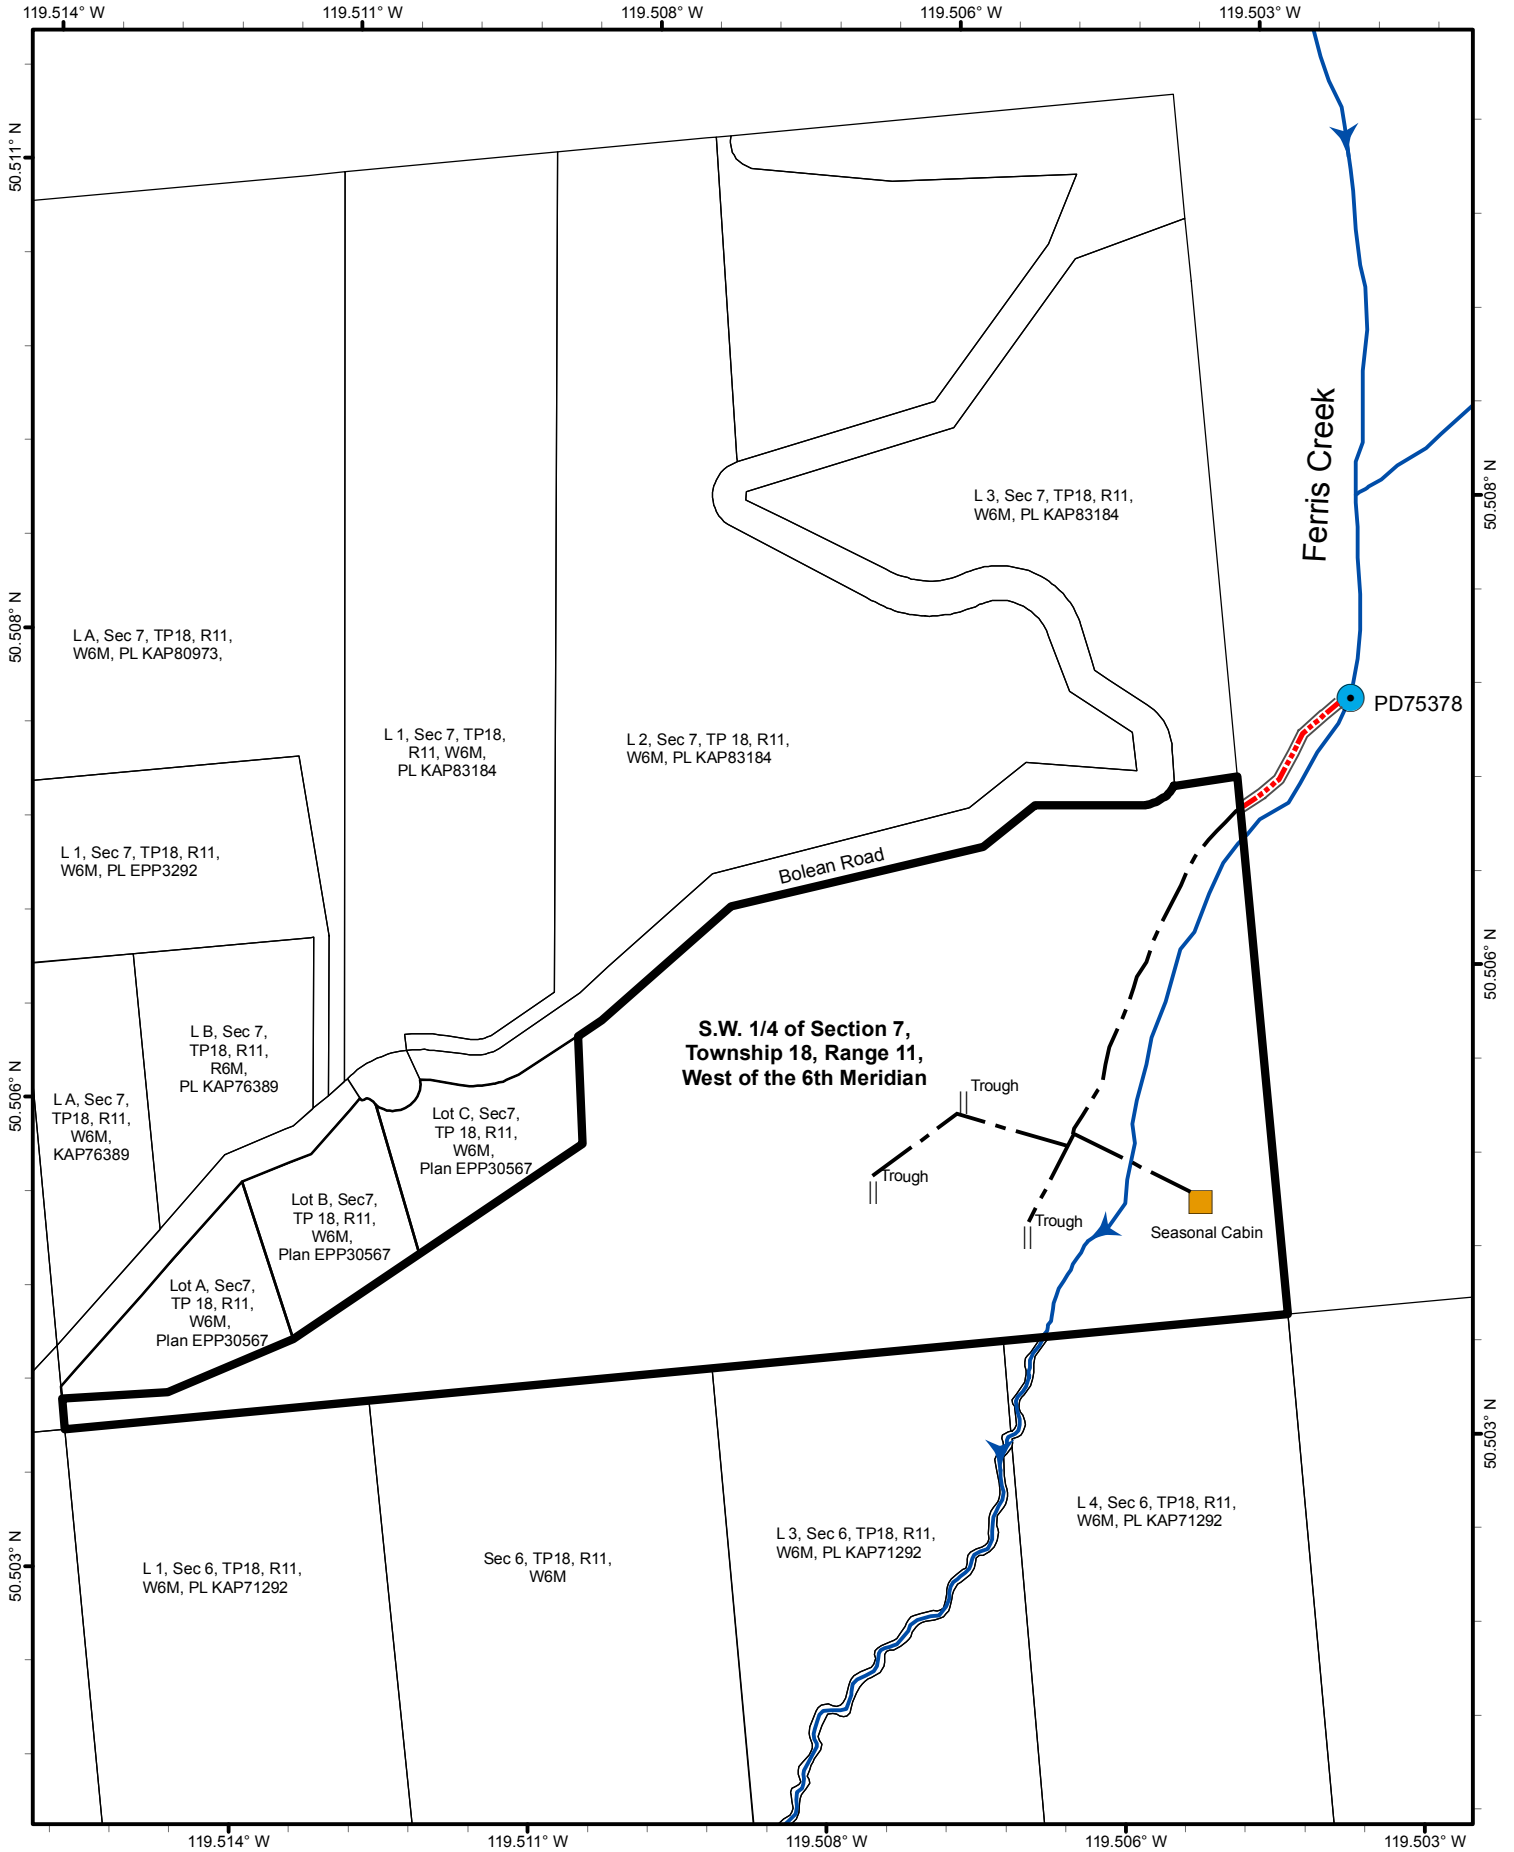 119.514° W
119.511° W
119.508° W
119.506° W
119.503° W
50.511° N
50.508° N
50.506° N
50.503° N
50.508° N
50.506° N
50.503° N
Ferris Creek
L 3, Sec 7, TP18, R11,
W6M, PL KAP83184
L A, Sec 7, TP18, R11,
W6M, PL KAP80973,
PD75378
L 1, Sec 7, TP18,
R11, W6M,
PL KAP83184
L 2, Sec 7, TP 18, R11,
W6M, PL KAP83184
L 1, Sec 7, TP18, R11,
W6M, PL EPP3292
Bolean Road
L B, Sec 7,
TP18, R11,
R6M,
PL KAP76389
S.W. 1/4 of Section 7,
Township 18, Range 11,
West of the 6th Meridian
L A, Sec 7,
TP18, R11,
W6M,
KAP76389
Lot C, Sec7,
TP 18, R11,
W6M,
Plan EPP30567
Trough
Trough
Trough
Seasonal Cabin
Lot B, Sec7,
TP 18, R11,
W6M,
Plan EPP30567
Lot A, Sec7,
TP 18, R11,
W6M,
Plan EPP30567
L 4, Sec 6, TP18, R11,
W6M, PL KAP71292
L 3, Sec 6, TP18, R11,
W6M, PL KAP71292
Sec 6, TP18, R11,
W6M
L 1, Sec 6, TP18, R11,
W6M, PL KAP71292
119.514° W
119.511° W
119.508° W
119.506° W
119.503° W